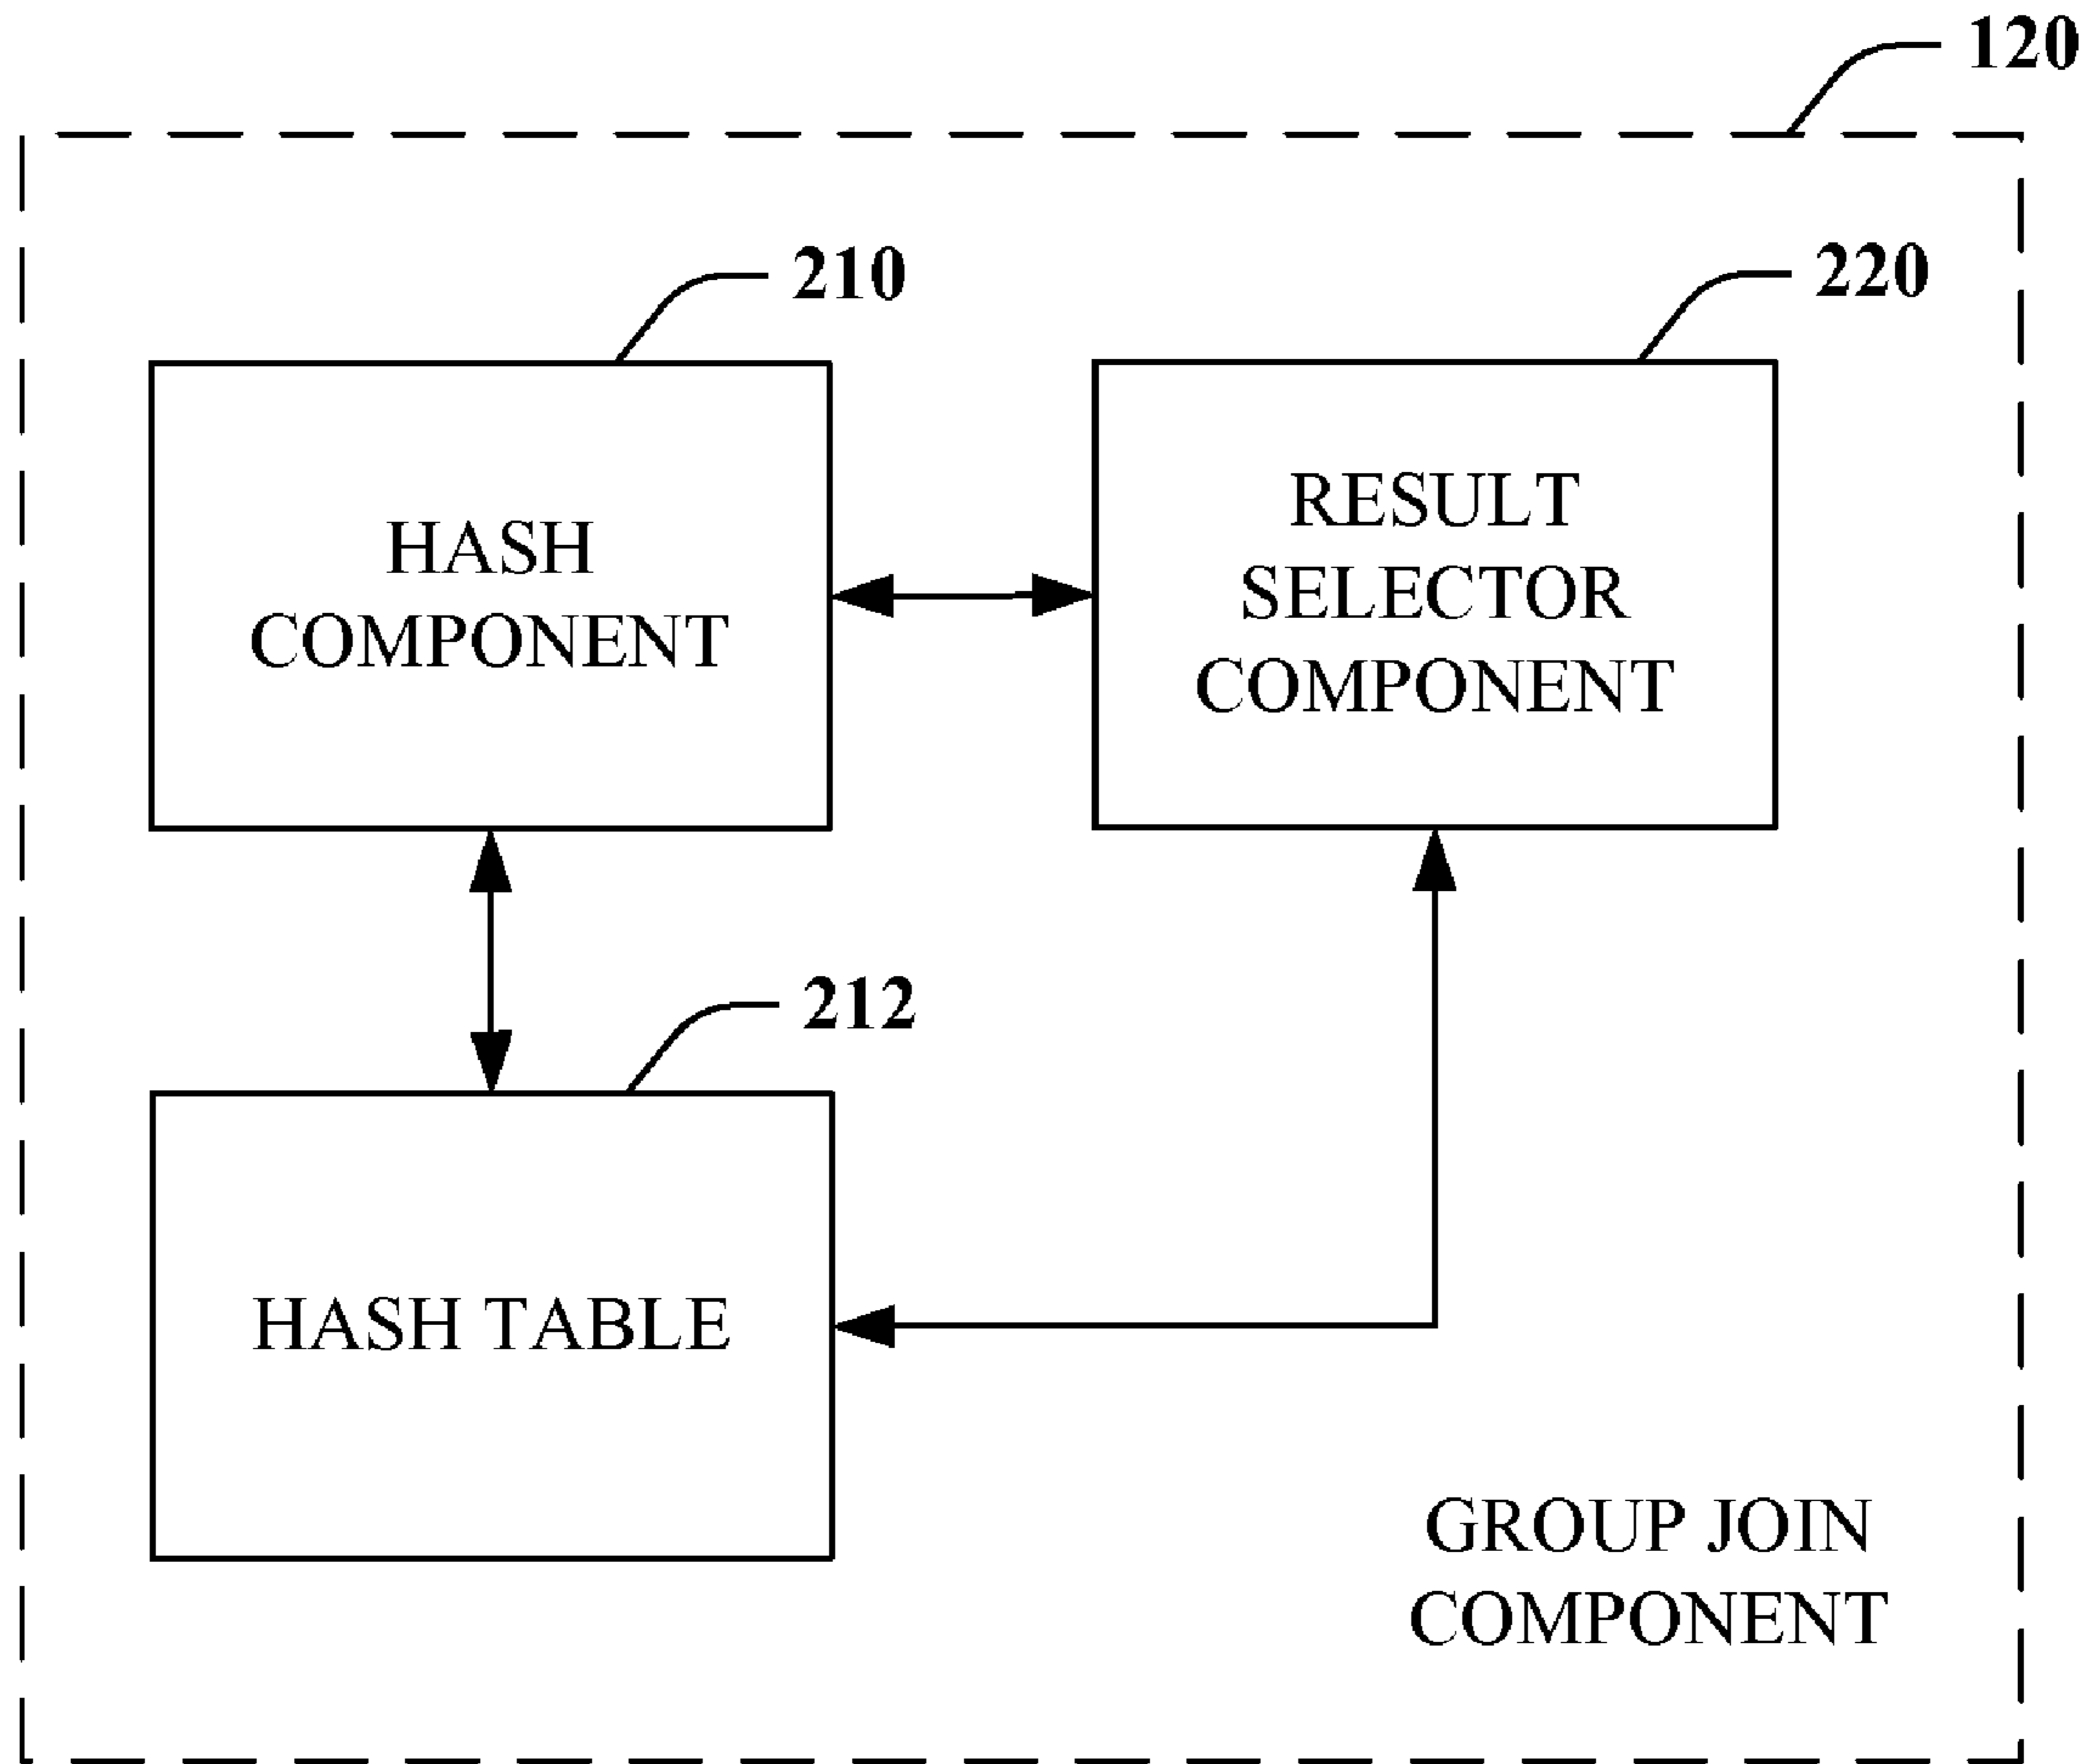 120
210
220
HASH
COMPONENT
RESULT
SELECTOR
COMPONENT
212
HASH TABLE
GROUP JOIN
COMPONENT